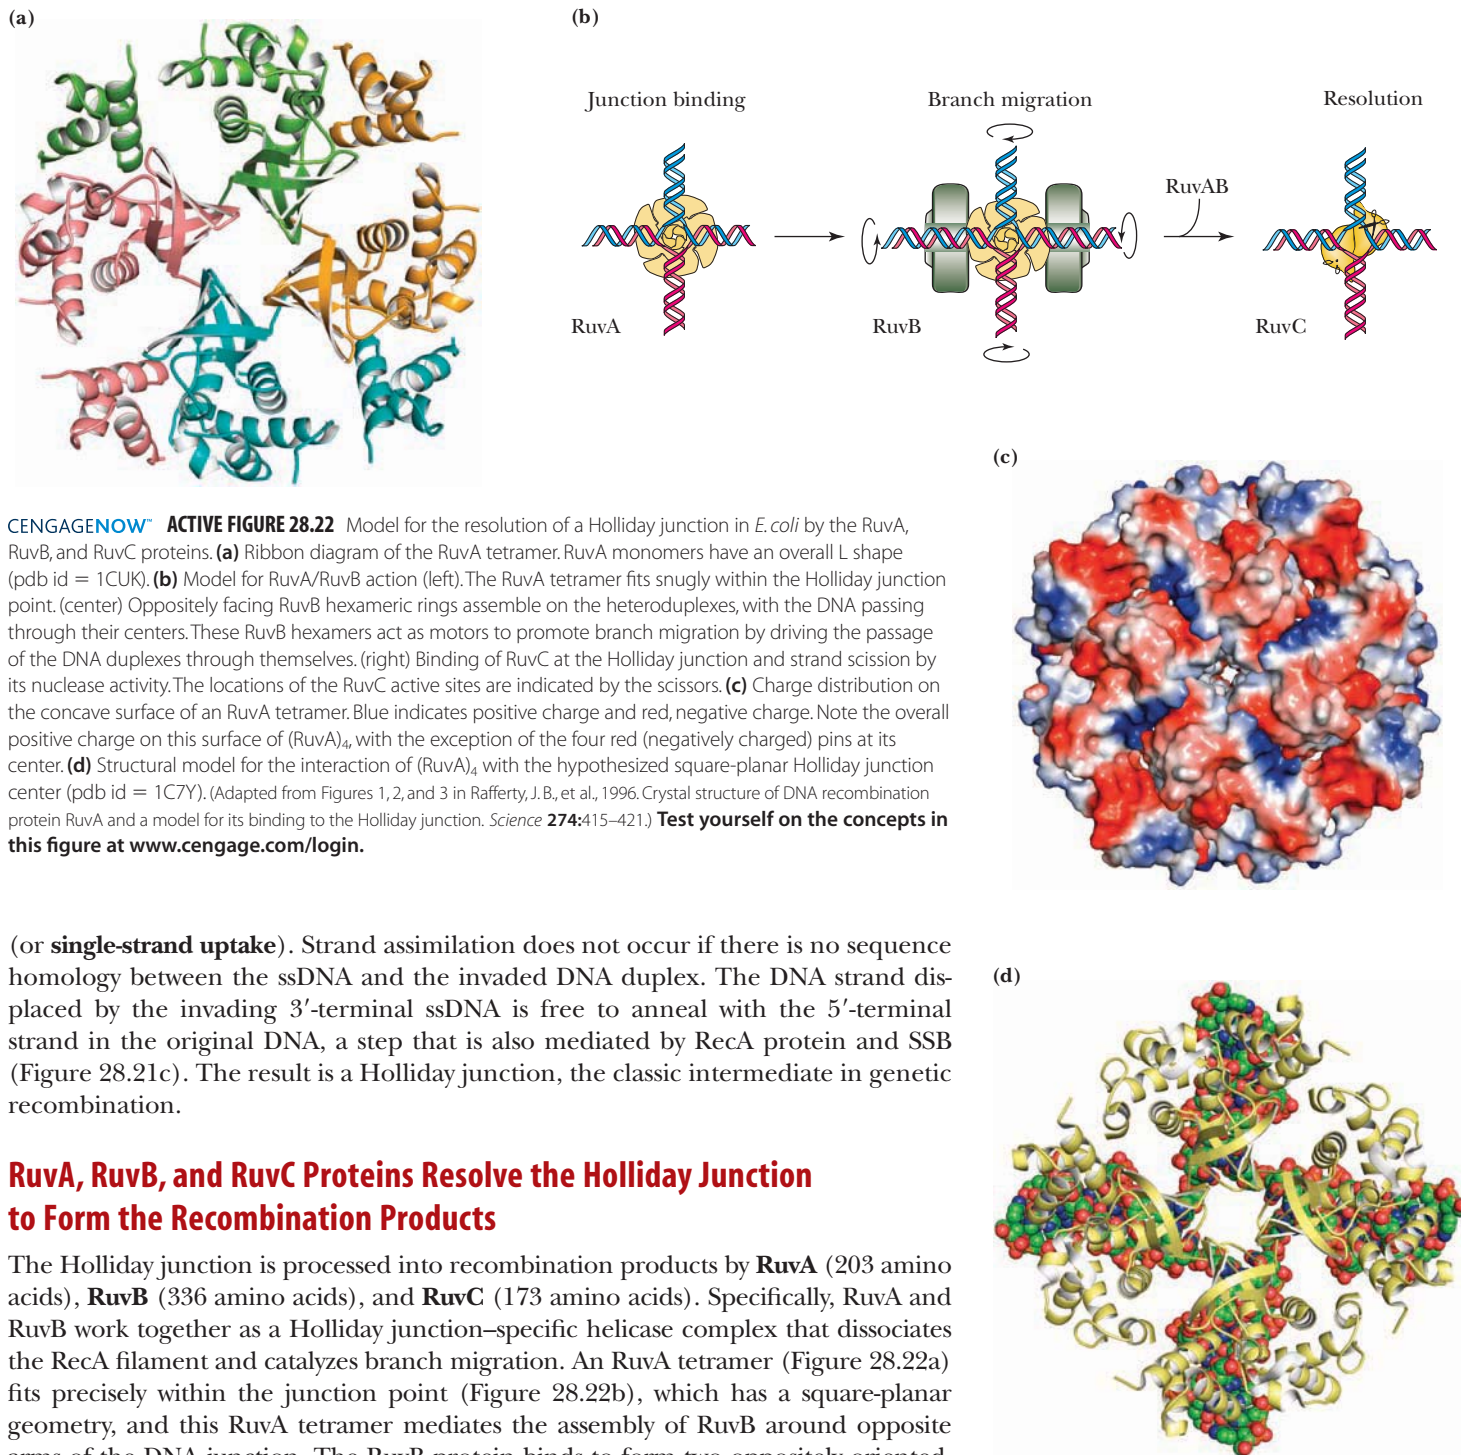 (a)
(b)
Junction binding
Branch migration
Resolution
RuvAB
RuvA
RuvB
RuvC
(c)
CENGAGENOW™ ACTIVE FIGURE 28.22 Model for the resolution of a Holliday junction in E. coli by the RuvA,
RuvB, and RuvC proteins. (a) Ribbon diagram of the RuvA tetramer. RuvA monomers have an overall L shape
(pdb id = 1CUK). (b) Model for RuvA/RuvB action (left). The RuvA tetramer fits snugly within the Holliday junction
point. (center) Oppositely facing RuvB hexameric rings assemble on the heteroduplexes, with the DNA passing
through their centers. These RuvB hexamers act as motors to promote branch migration by driving the passage
of the DNA duplexes through themselves. (right) Binding of RuvC at the Holliday junction and strand scission by
its nuclease activity. The locations of the RuvC active sites are indicated by the scissors. (c) Charge distribution on
the concave surface of an RuvA tetramer. Blue indicates positive charge and red, negative charge. Note the overall
positive charge on this surface of (RuvA)₄, with the exception of the four red (negatively charged) pins at its
center. (d) Structural model for the interaction of (RuvA)₄ with the hypothesized square-planar Holliday junction
center (pdb id = 1C7Y). (Adapted from Figures 1, 2, and 3 in Rafferty, J. B., et al., 1996. Crystal structure of DNA recombination
protein RuvA and a model for its binding to the Holliday junction. Science 274:415–421.) Test yourself on the concepts in
this figure at www.cengage.com/login.
(d)
(or single-strand uptake). Strand assimilation does not occur if there is no sequence
homology between the ssDNA and the invaded DNA duplex. The DNA strand dis-
placed by the invading 3′-terminal ssDNA is free to anneal with the 5′-terminal
strand in the original DNA, a step that is also mediated by RecA protein and SSB
(Figure 28.21c). The result is a Holliday junction, the classic intermediate in genetic
recombination.
RuvA, RuvB, and RuvC Proteins Resolve the Holliday Junction
to Form the Recombination Products
The Holliday junction is processed into recombination products by RuvA (203 amino
acids), RuvB (336 amino acids), and RuvC (173 amino acids). Specifically, RuvA and
RuvB work together as a Holliday junction–specific helicase complex that dissociates
the RecA filament and catalyzes branch migration. An RuvA tetramer (Figure 28.22a)
fits precisely within the junction point (Figure 28.22b), which has a square-planar
geometry, and this RuvA tetramer mediates the assembly of RuvB around opposite
arms of the DNA junction. The RuvB protein binds to form two oppositely oriented,